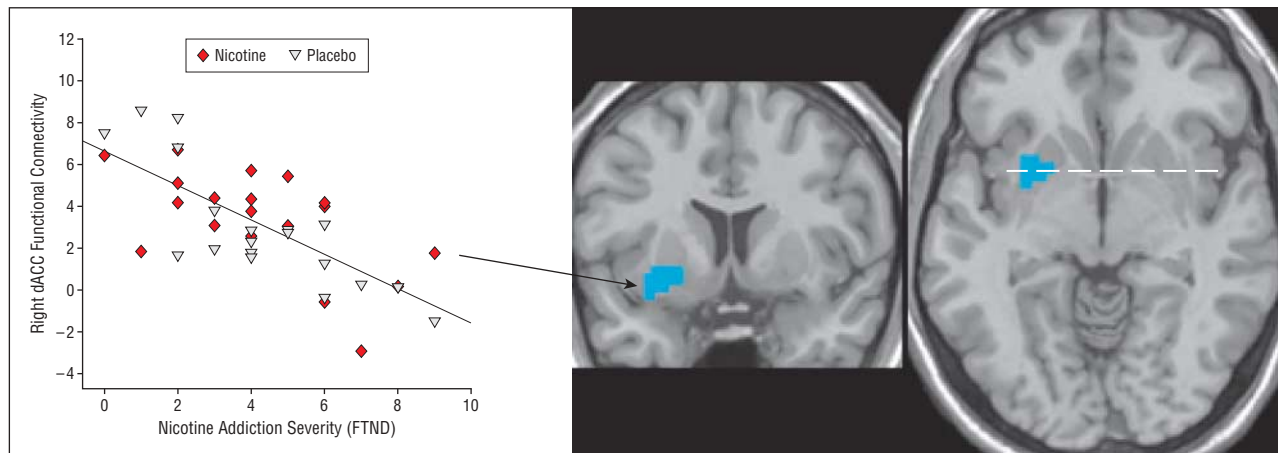 Nicotine Placebo
Right dACC Functional Connectivity
12
10
8
6
4
2
0
−2
−4
0 2 4 6 8 10
Nicotine Addiction Severity (FTND)